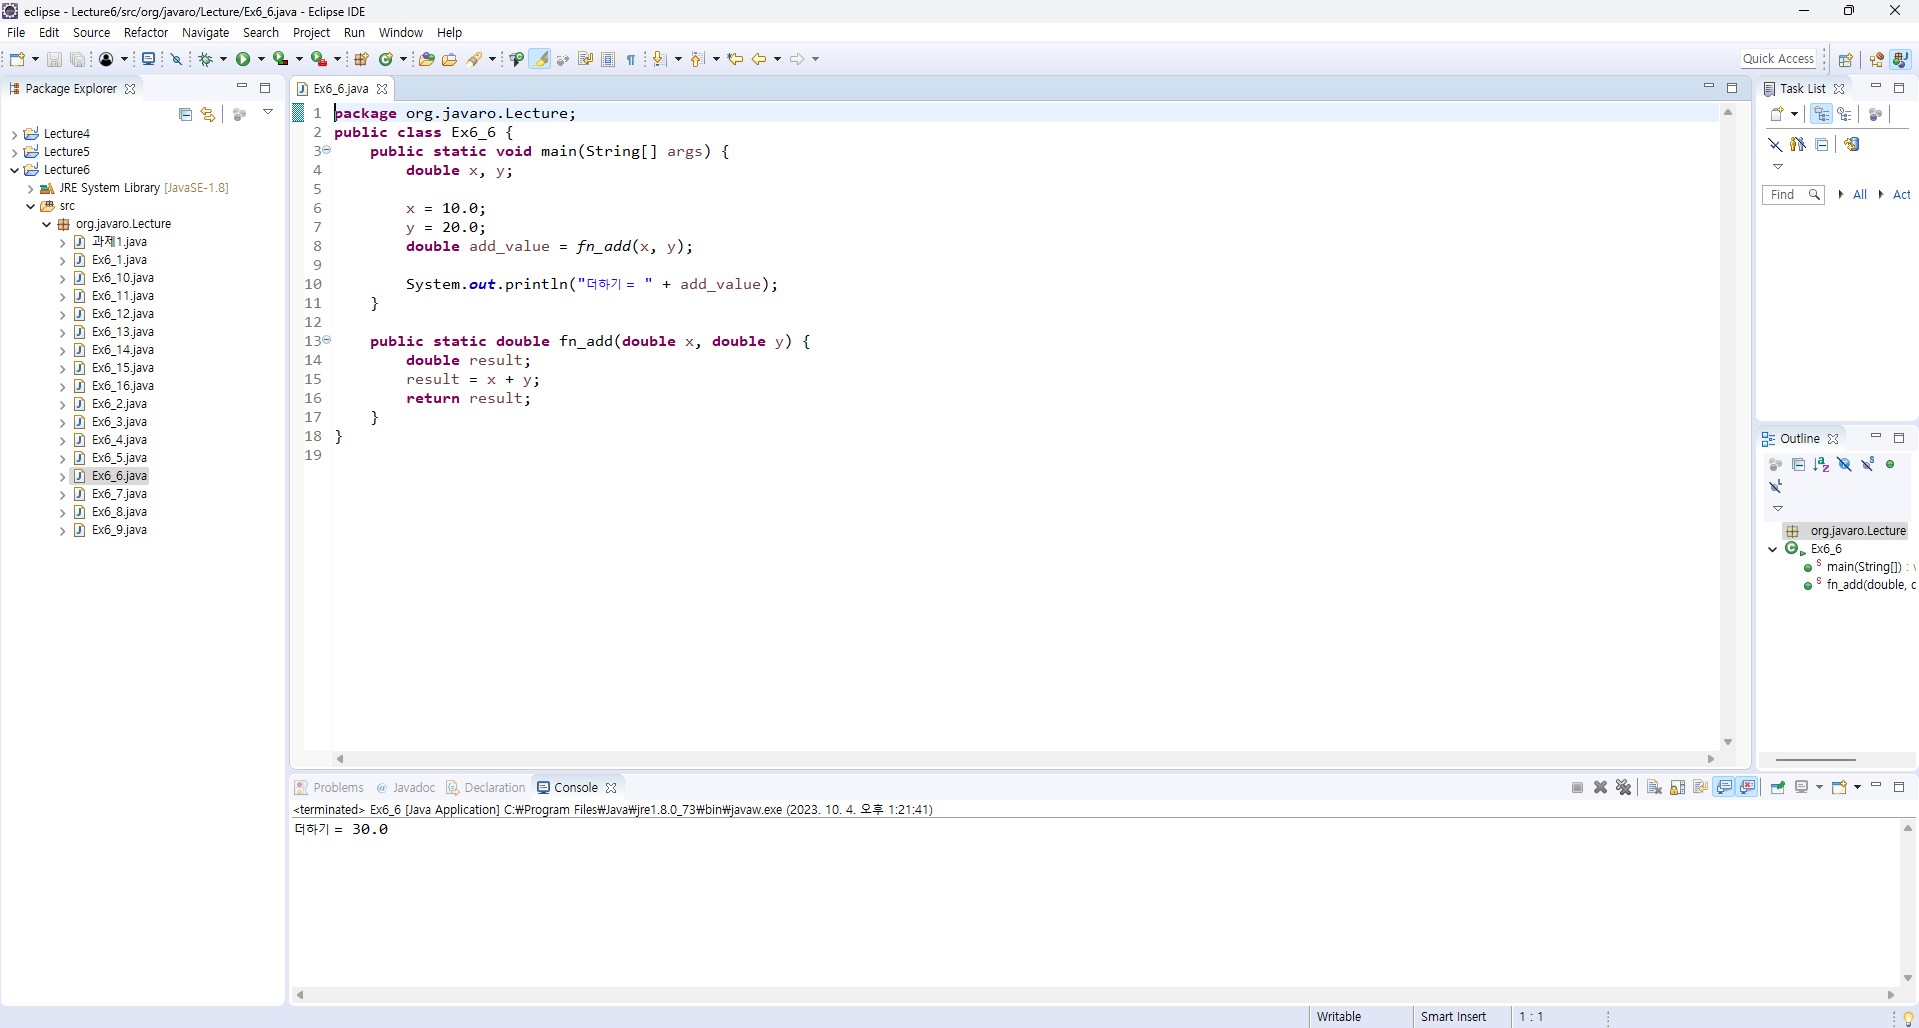 eclipse - Lecture6/src/org/javaro/Lecture/Ex6_6.java - Eclipse IDE
File Edit Source Refactor Navigate Search Project Run Window Help
Quick Access
Package Explorer
Lecture4
Lecture5
Lecture6
JRE System Library [JavaSE-1.8]
src
org.javaro.Lecture
과제1.java
Ex6_1.java
Ex6_10.java
Ex6_11.java
Ex6_12.java
Ex6_13.java
Ex6_14.java
Ex6_15.java
Ex6_16.java
Ex6_2.java
Ex6_3.java
Ex6_4.java
Ex6_5.java
Ex6_6.java
Ex6_7.java
Ex6_8.java
Ex6_9.java
Ex6_6.java
1 package org.javaro.Lecture;
2 public class Ex6_6 {
3 public static void main(String[] args) {
4 double x, y;
5
6 x = 10.0;
7 y = 20.0;
8 double add_value = fn_add(x, y);
9
10 System.out.println("더하기 = " + add_value);
11 }
12
13 public static double fn_add(double x, double y) {
14 double result;
15 result = x + y;
16 return result;
17 }
18 }
19
Task List
Find All Act
Outline
org.javaro.Lecture
Ex6_6
main(String[]) : v
fn_add(double, d
Problems Javadoc Declaration Console
<terminated> Ex6_6 [Java Application] C:₩Program Files₩Java₩jre1.8.0_73₩bin₩javaw.exe (2023. 10. 4. 오후 1:21:41)
더하기 = 30.0
Writable Smart Insert 1 : 1